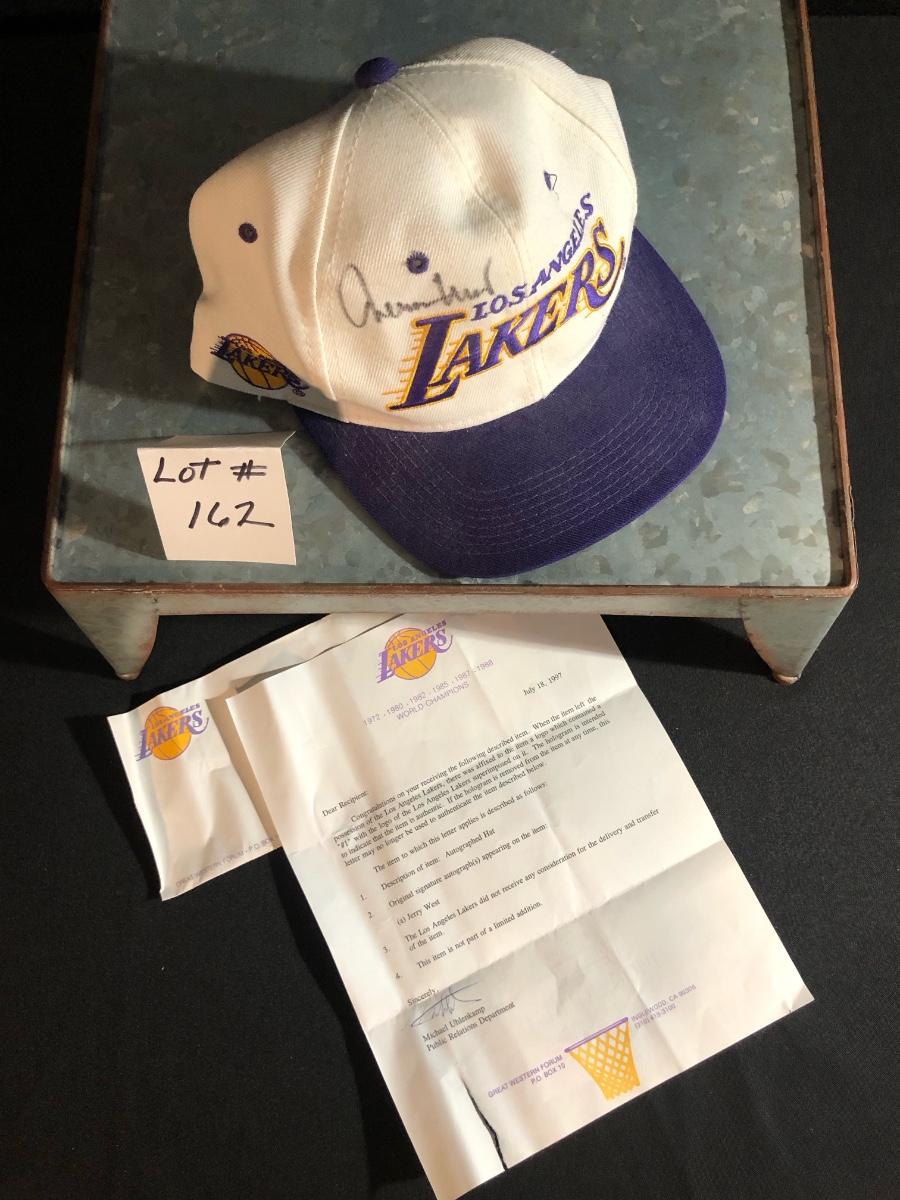 LOS ANGELES
LAKERS
LAKERS
Lot #
162
LOS ANGELES
LAKERS
GREAT WESTERN FORUM - P.O. BOX
LOS ANGELES
LAKERS
1972 - 1980 - 1982 - 1985 - 1987 - 1988
WORLD CHAMPIONS
July 18, 1997
Dear Recipient:
Congratulations on your receiving the following described item. When the item left the
possession of the Los Angeles Lakers, there was affixed to the item a logo which contained a
"#1" with the logo of the Los Angeles Lakers superimposed on it. The hologram is intended
to indicate that the item is authentic. If the hologram is removed from the item at any time, this
letter may no longer be used to authenticate the item described below.
The item to which this letter applies is described as follows:
1. Description of item: Autographed Hat
2. Original signature autograph(s) appearing on the item:
(a) Jerry West
3. The Los Angeles Lakers did not receive any consideration for the delivery and transfer
of the item.
4. This item is not part of a limited addition.
Sincerely,
Michael Uhlenkamp
Public Relations Department
GREAT WESTERN FORUM
P.O. BOX 10
INGLEWOOD, CA 90306
(310) 419-3100